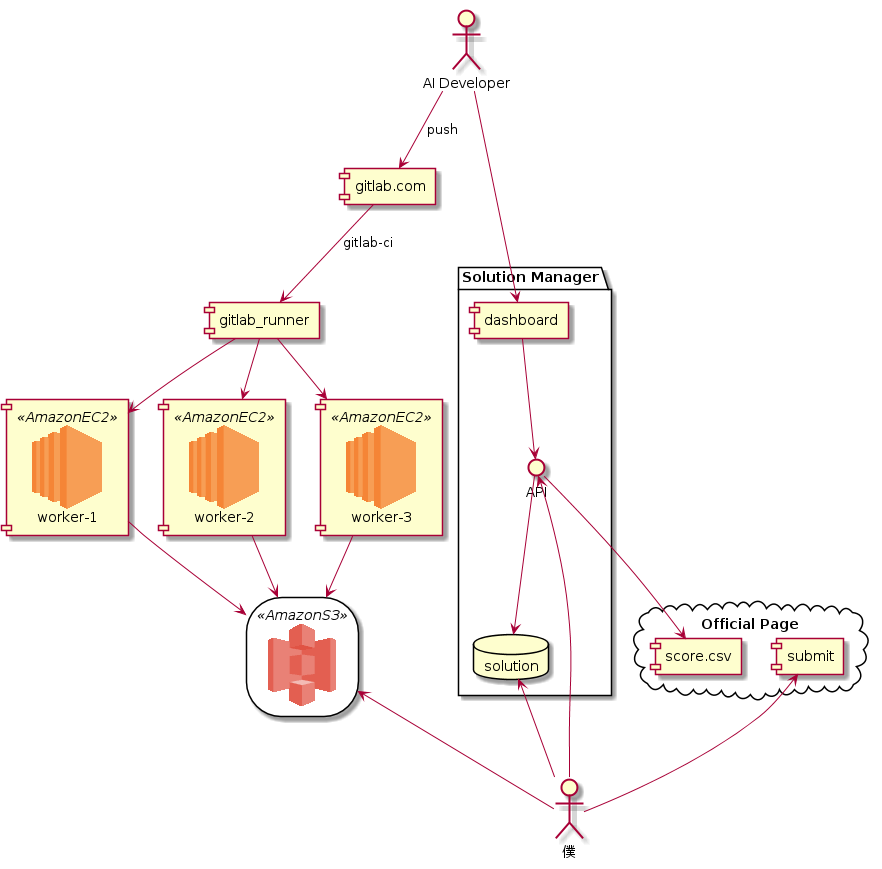 AI Developer
push
gitlab.com
gitlab-ci
Solution Manager
gitlab_runner
dashboard
«AmazonEC2»
worker-1
«AmazonEC2»
worker-2
«AmazonEC2»
worker-3
API
«AmazonS3»
Official Page
solution
score.csv
submit
僕